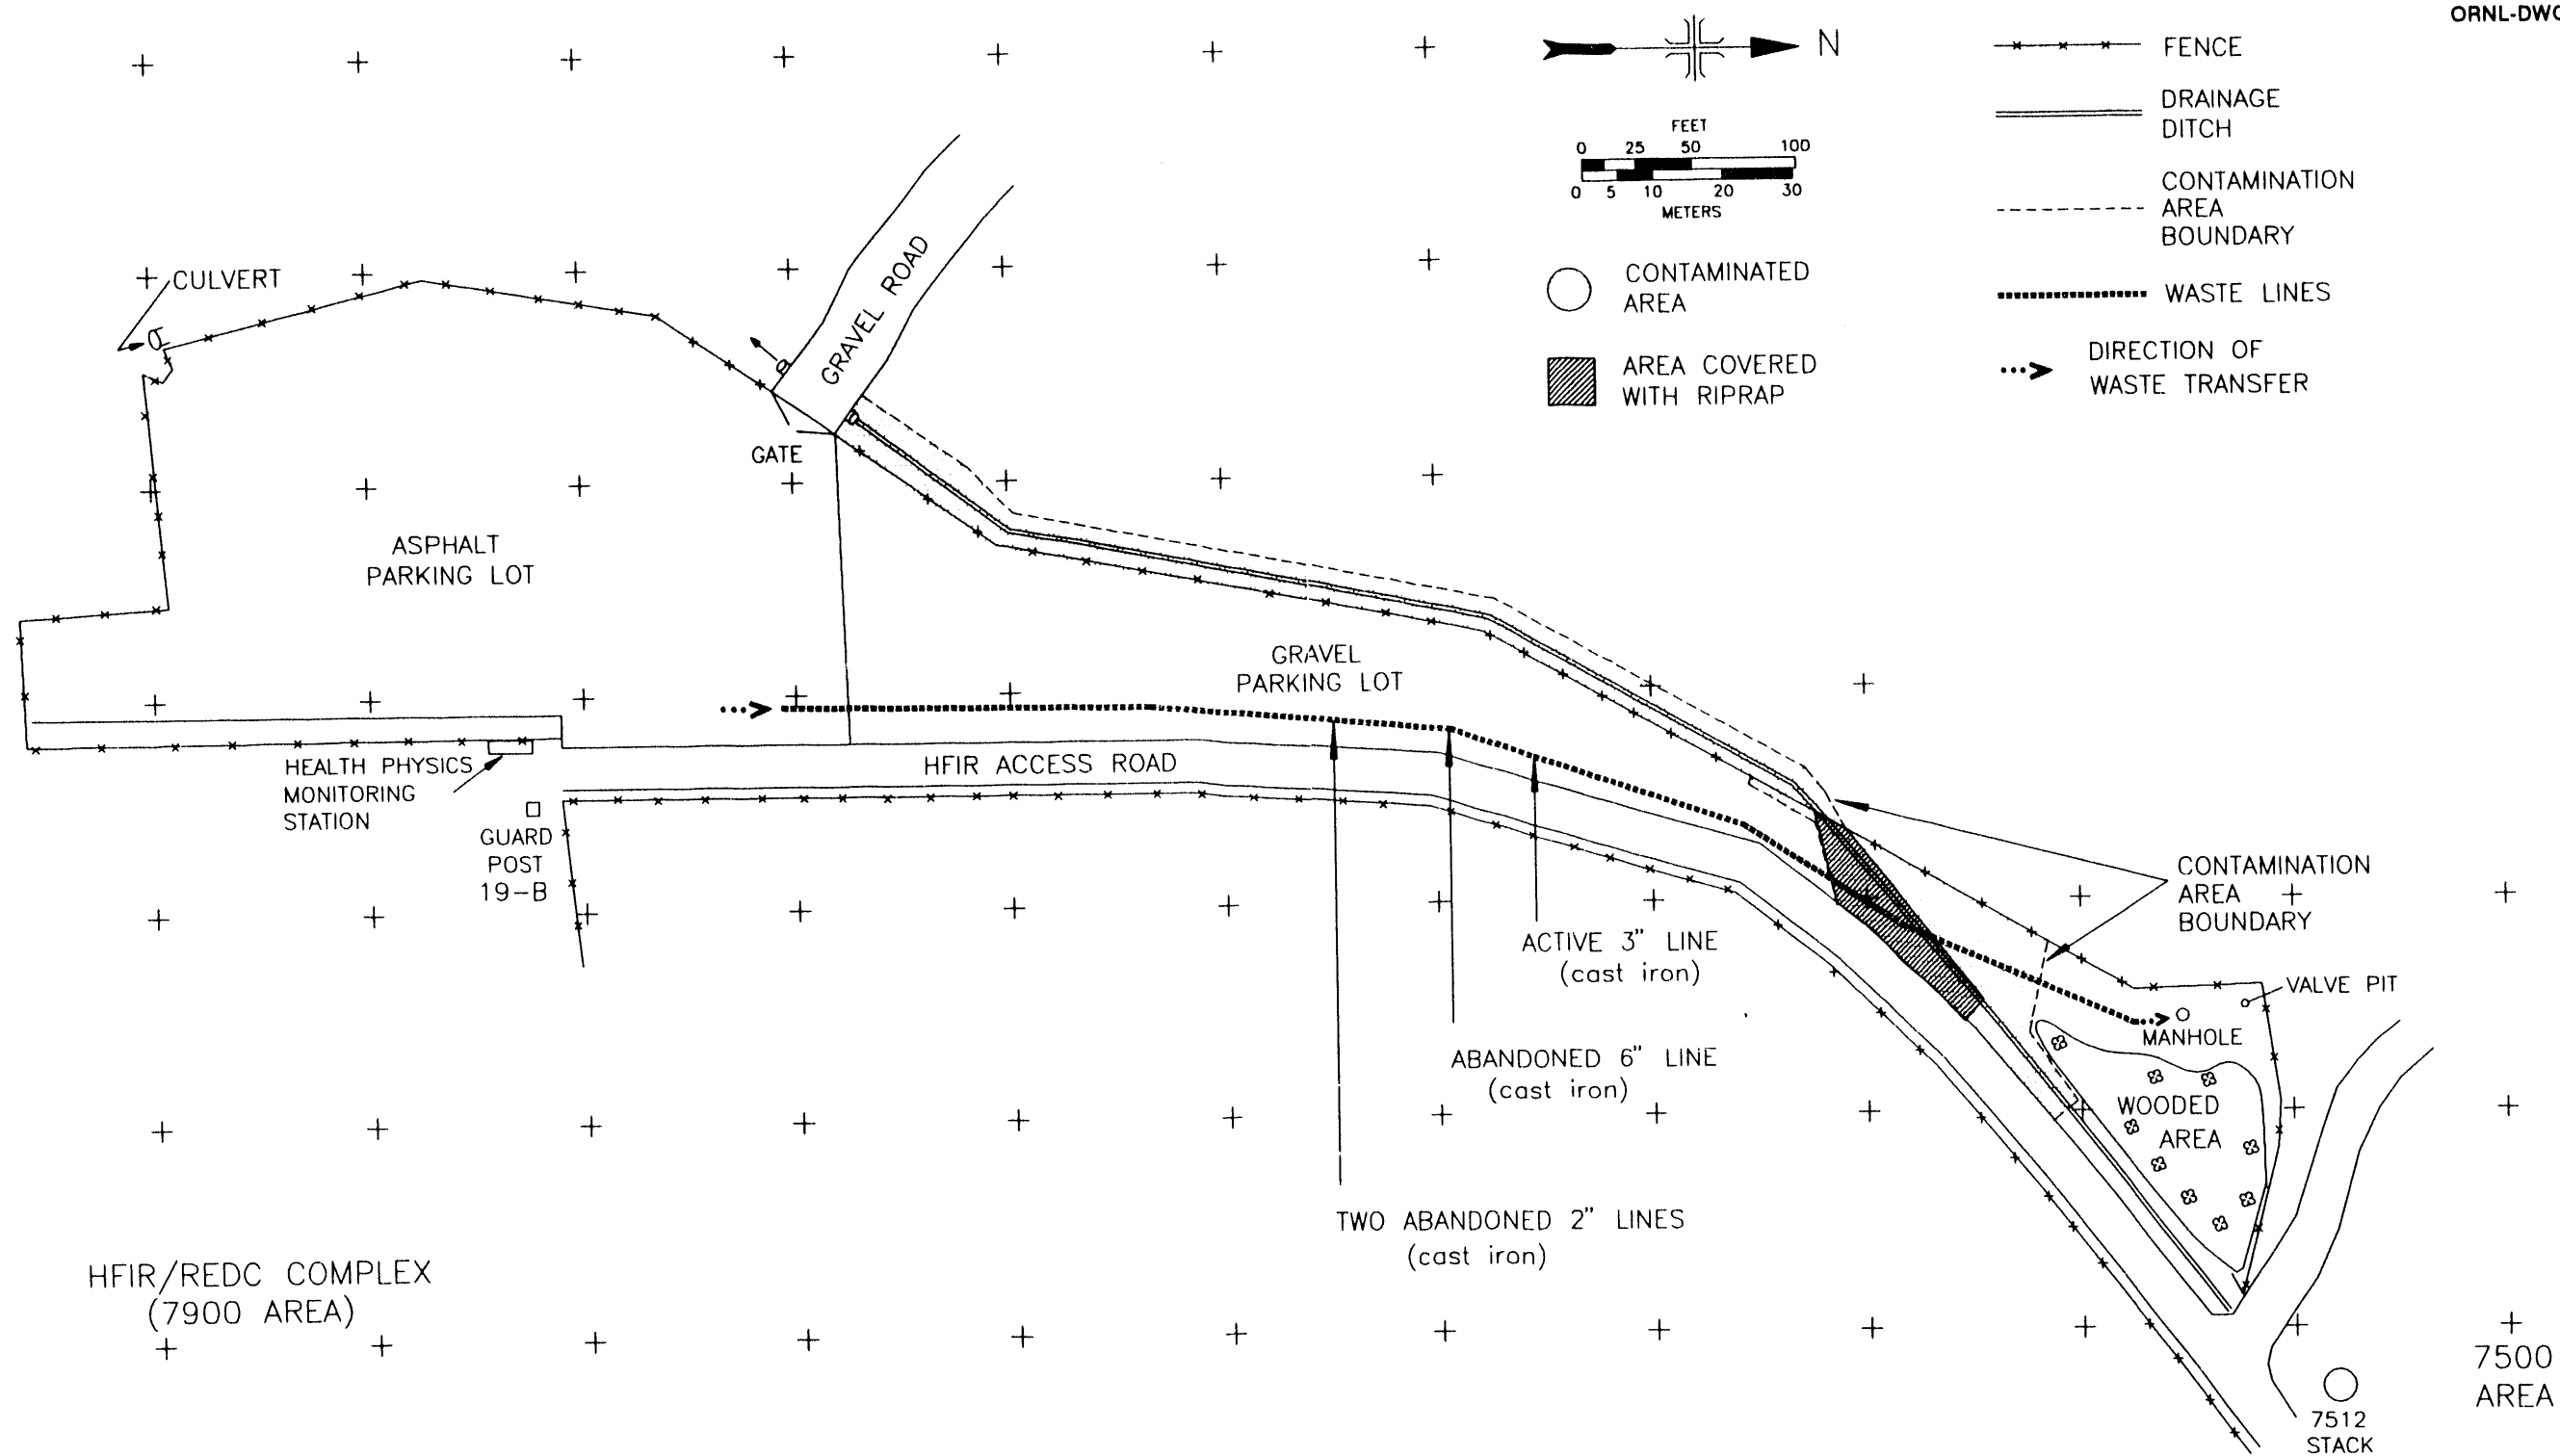 ORNL-DWG
N
FEET
0 25 50 100
0 5 10 20 30
METERS
FENCE
DRAINAGE
DITCH
CONTAMINATION
AREA
BOUNDARY
CONTAMINATED
AREA
WASTE LINES
AREA COVERED
WITH RIPRAP
DIRECTION OF
WASTE TRANSFER
CULVERT
GRAVEL ROAD
GATE
ASPHALT
PARKING LOT
GRAVEL
PARKING LOT
HFIR ACCESS ROAD
HEALTH PHYSICS
MONITORING
STATION
GUARD
POST
19-B
CONTAMINATION
AREA
BOUNDARY
ACTIVE 3" LINE
(cast iron)
VALVE PIT
MANHOLE
ABANDONED 6" LINE
(cast iron)
WOODED
AREA
TWO ABANDONED 2" LINES
(cast iron)
HFIR/REDC COMPLEX
(7900 AREA)
7500
AREA
7512
STACK